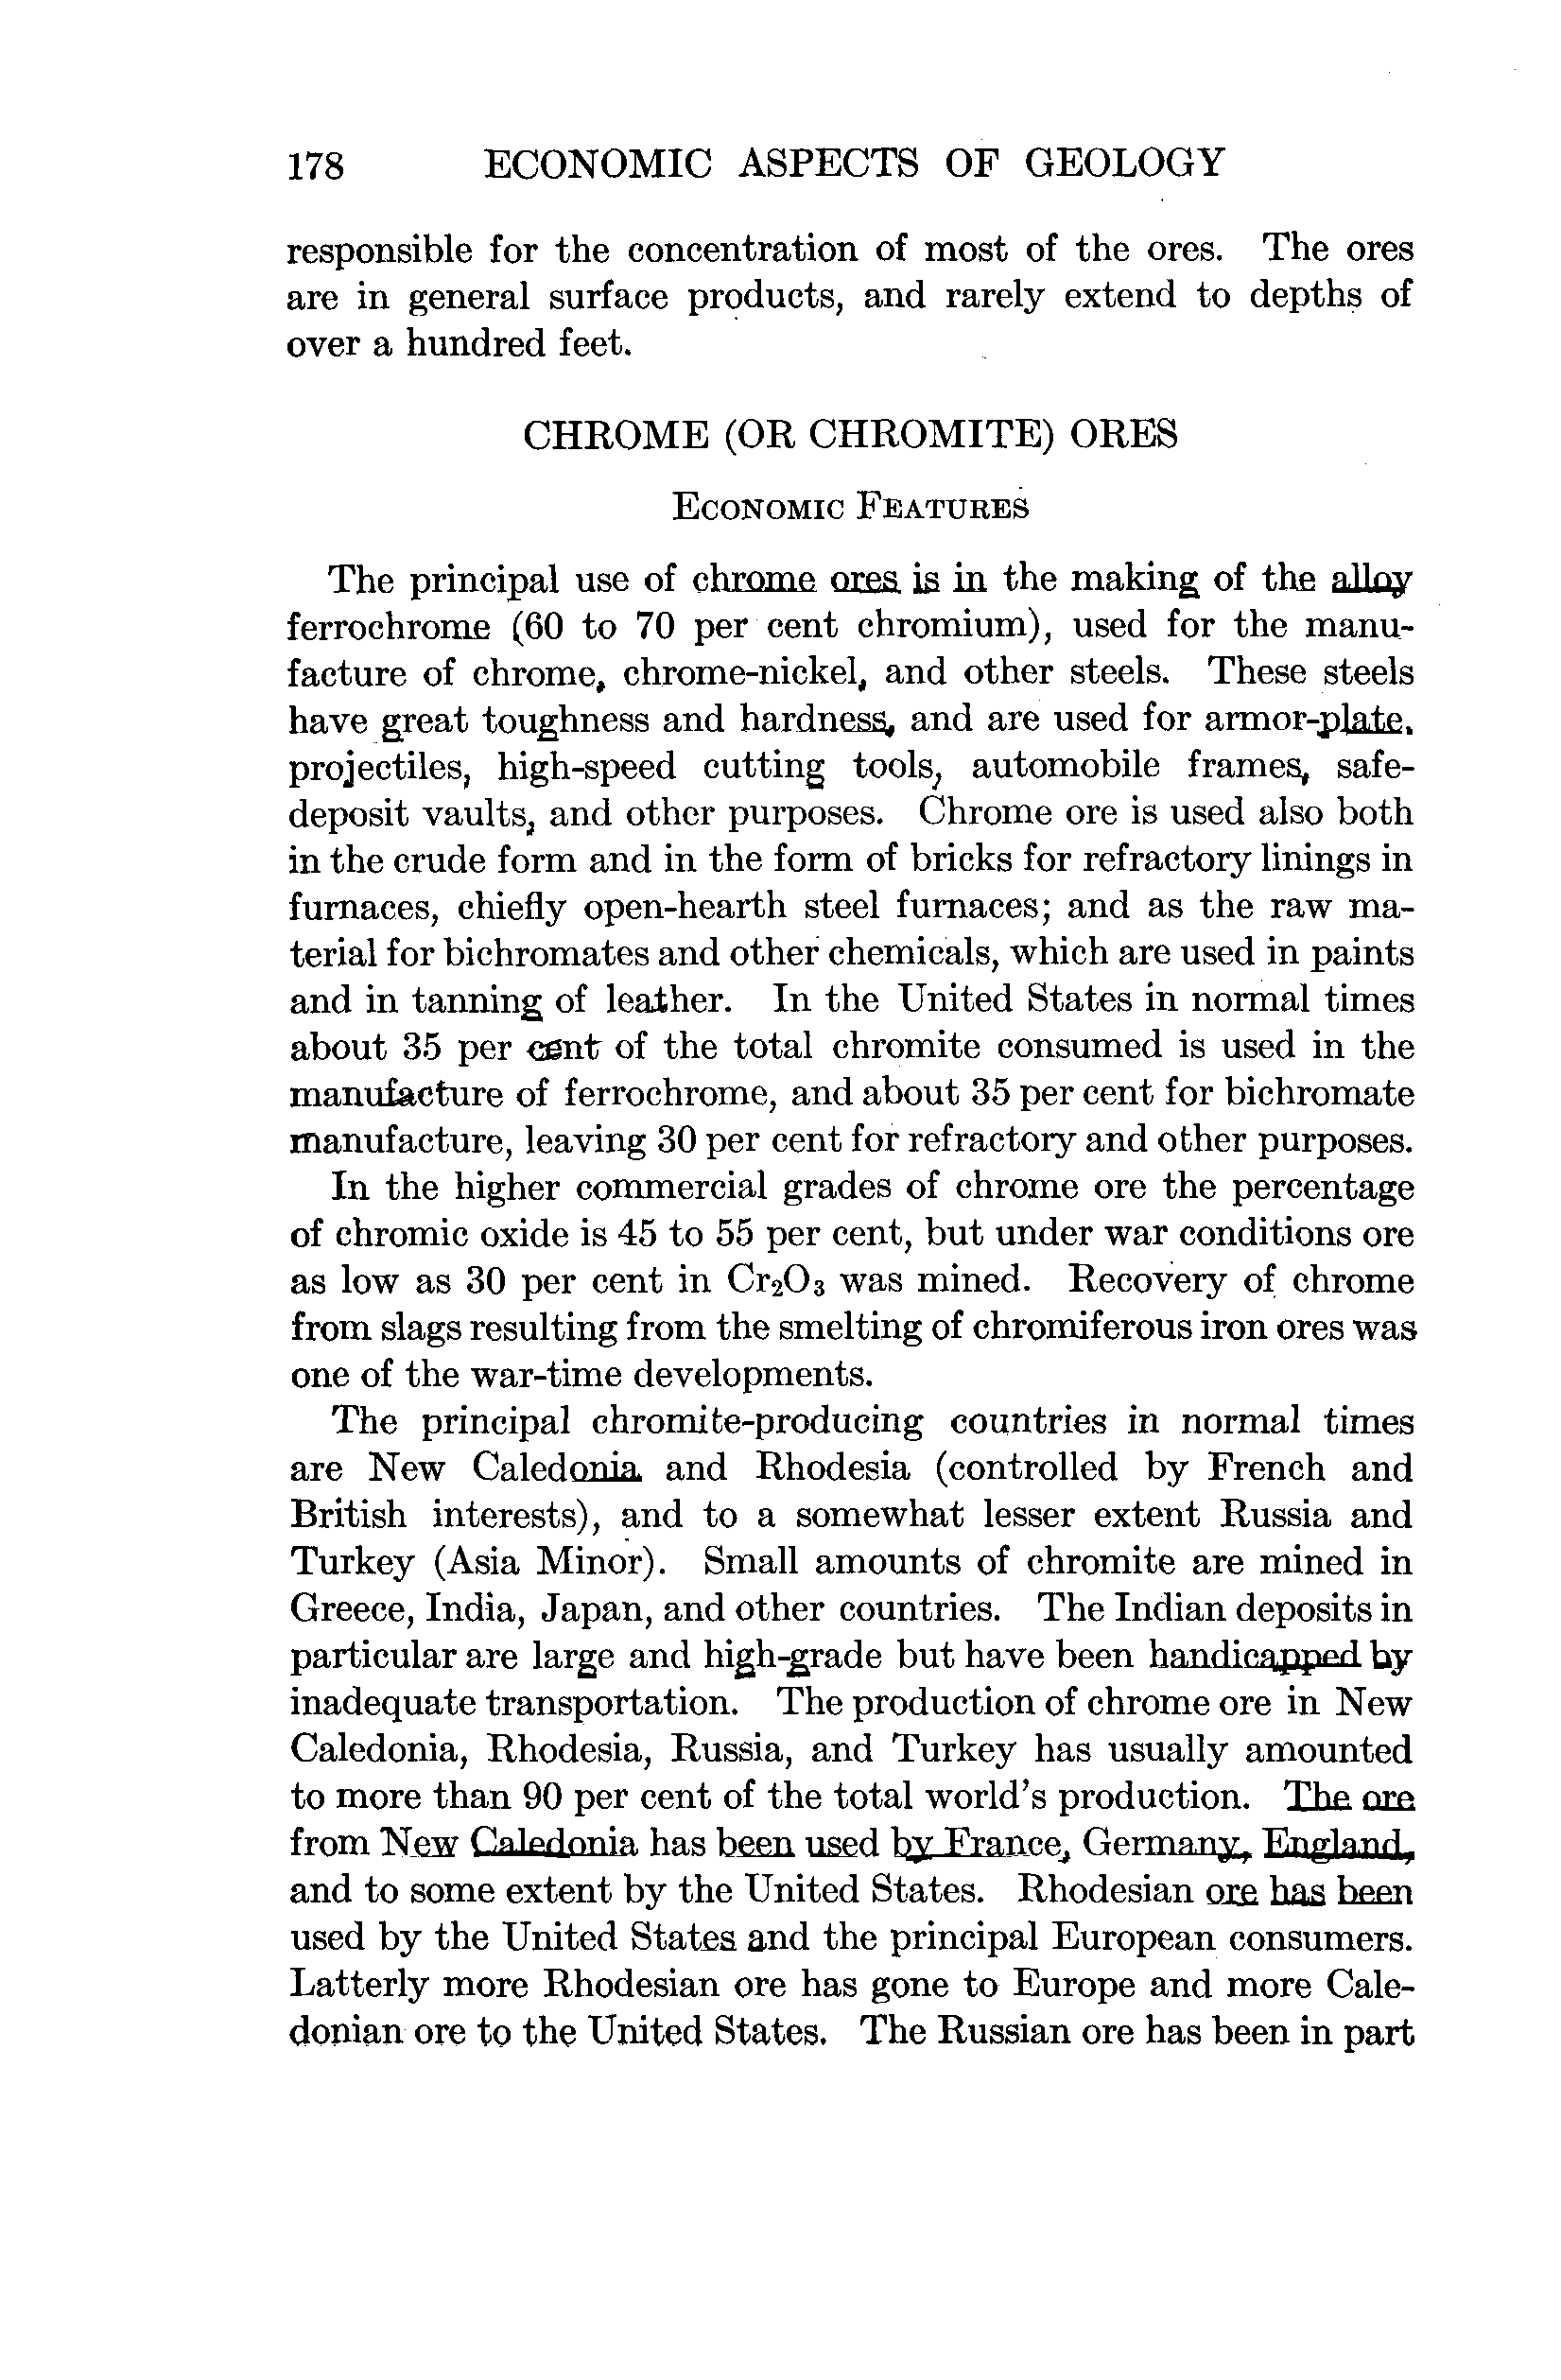 178 ECONOMIC ASPECTS OF GEOLOGY
responsible for the concentration of most of the ores. The ores
are in general surface products, and rarely extend to depths of
over a hundred feet.
CHROME (OR CHROMITE) ORES
ECONOMIC FEATURES
The principal use of chrome ores is in the making of the alloy
ferrochrome (60 to 70 per cent chromium), used for the manu-
facture of chrome, chrome-nickel, and other steels. These steels
have great toughness and hardness, and are used for armor-plate,
projectiles, high-speed cutting tools, automobile frames, safe-
deposit vaults, and other purposes. Chrome ore is used also both
in the crude form and in the form of bricks for refractory linings in
furnaces, chiefly open-hearth steel furnaces; and as the raw ma-
terial for bichromates and other chemicals, which are used in paints
and in tanning of leather. In the United States in normal times
about 35 per cent of the total chromite consumed is used in the
manufacture of ferrochrome, and about 35 per cent for bichromate
manufacture, leaving 30 per cent for refractory and other purposes.
In the higher commercial grades of chrome ore the percentage
of chromic oxide is 45 to 55 per cent, but under war conditions ore
as low as 30 per cent in Cr₂O₃ was mined. Recovery of chrome
from slags resulting from the smelting of chromiferous iron ores was
one of the war-time developments.
The principal chromite-producing countries in normal times
are New Caledonia and Rhodesia (controlled by French and
British interests), and to a somewhat lesser extent Russia and
Turkey (Asia Minor). Small amounts of chromite are mined in
Greece, India, Japan, and other countries. The Indian deposits in
particular are large and high-grade but have been handicapped by
inadequate transportation. The production of chrome ore in New
Caledonia, Rhodesia, Russia, and Turkey has usually amounted
to more than 90 per cent of the total world's production. The ore
from New Caledonia has been used by France, Germany, England,
and to some extent by the United States. Rhodesian ore has been
used by the United States and the principal European consumers.
Latterly more Rhodesian ore has gone to Europe and more Cale-
donian ore to the United States. The Russian ore has been in part